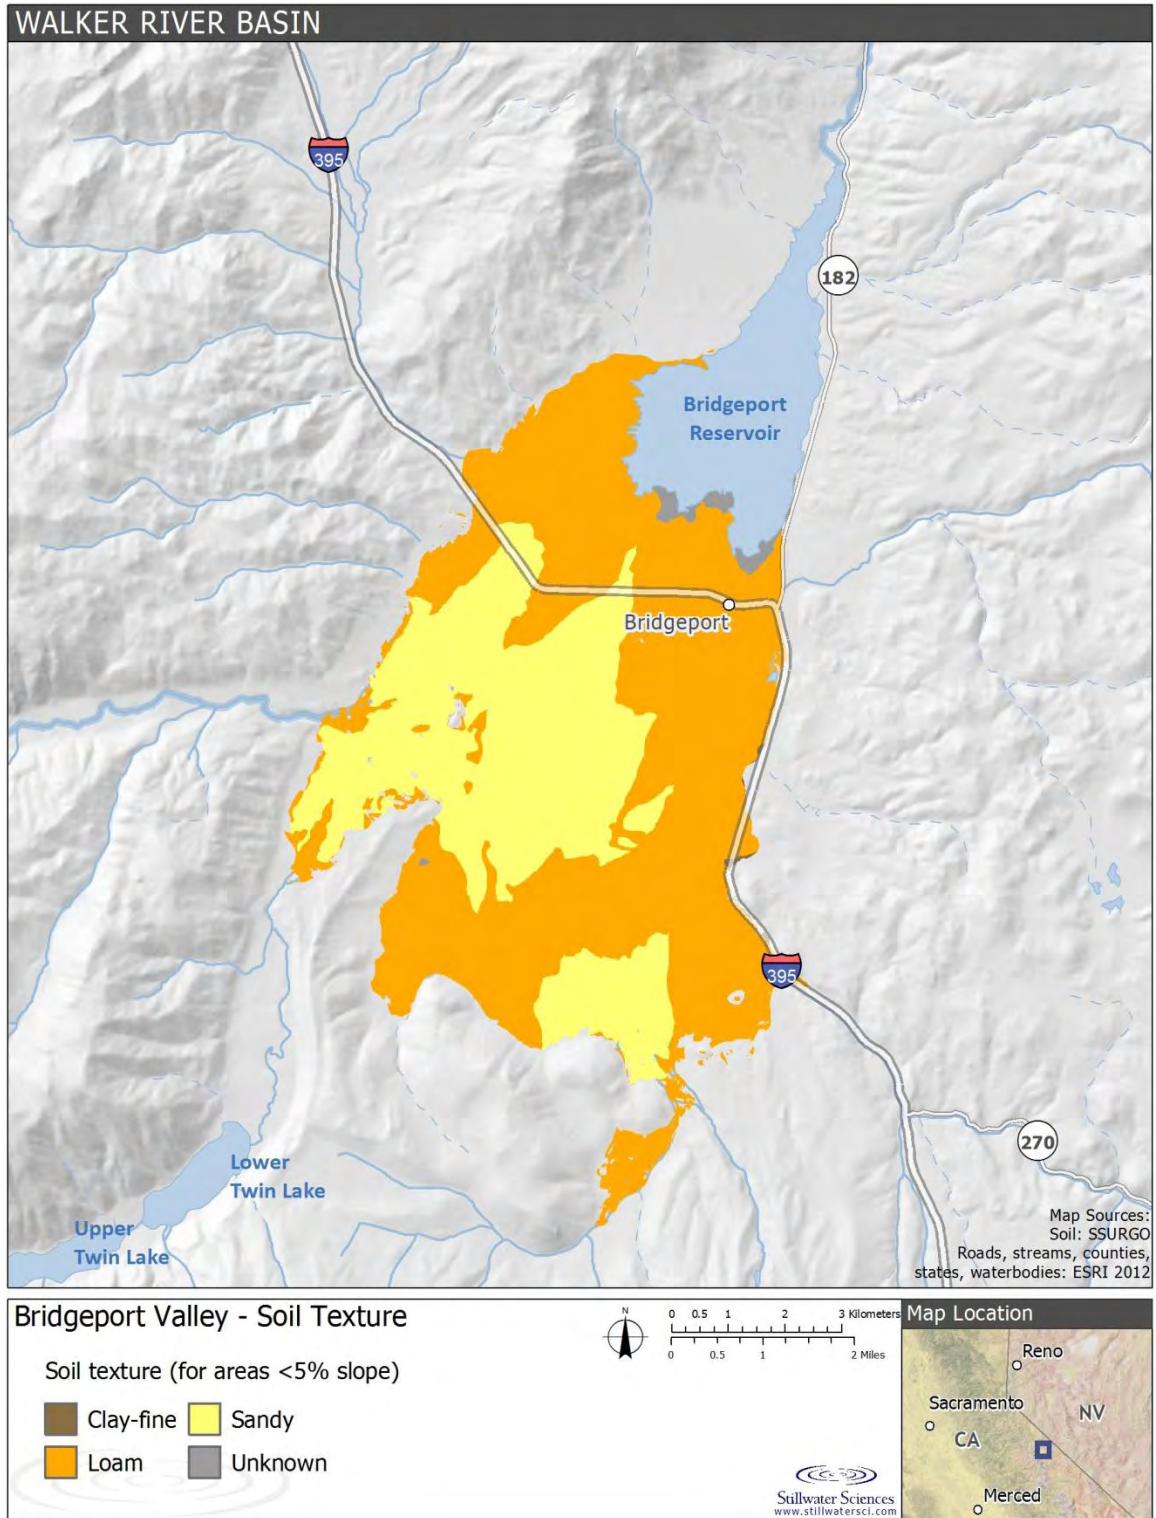 WALKER RIVER BASIN
395
182
Bridgeport
Reservoir
Bridgeport
395
270
Lower
Twin Lake
Upper
Twin Lake
Map Sources:
Soil: SSURGO
Roads, streams, counties,
states, waterbodies: ESRI 2012
Bridgeport Valley - Soil Texture
Soil texture (for areas <5% slope)
Clay-fine
Sandy
Loam
Unknown
N
0 0.5 1 2 3 Kilometers
0 0.5 1 2 Miles
Stillwater Sciences
www.stillwatersci.com
Map Location
Reno
Sacramento
NV
CA
Merced